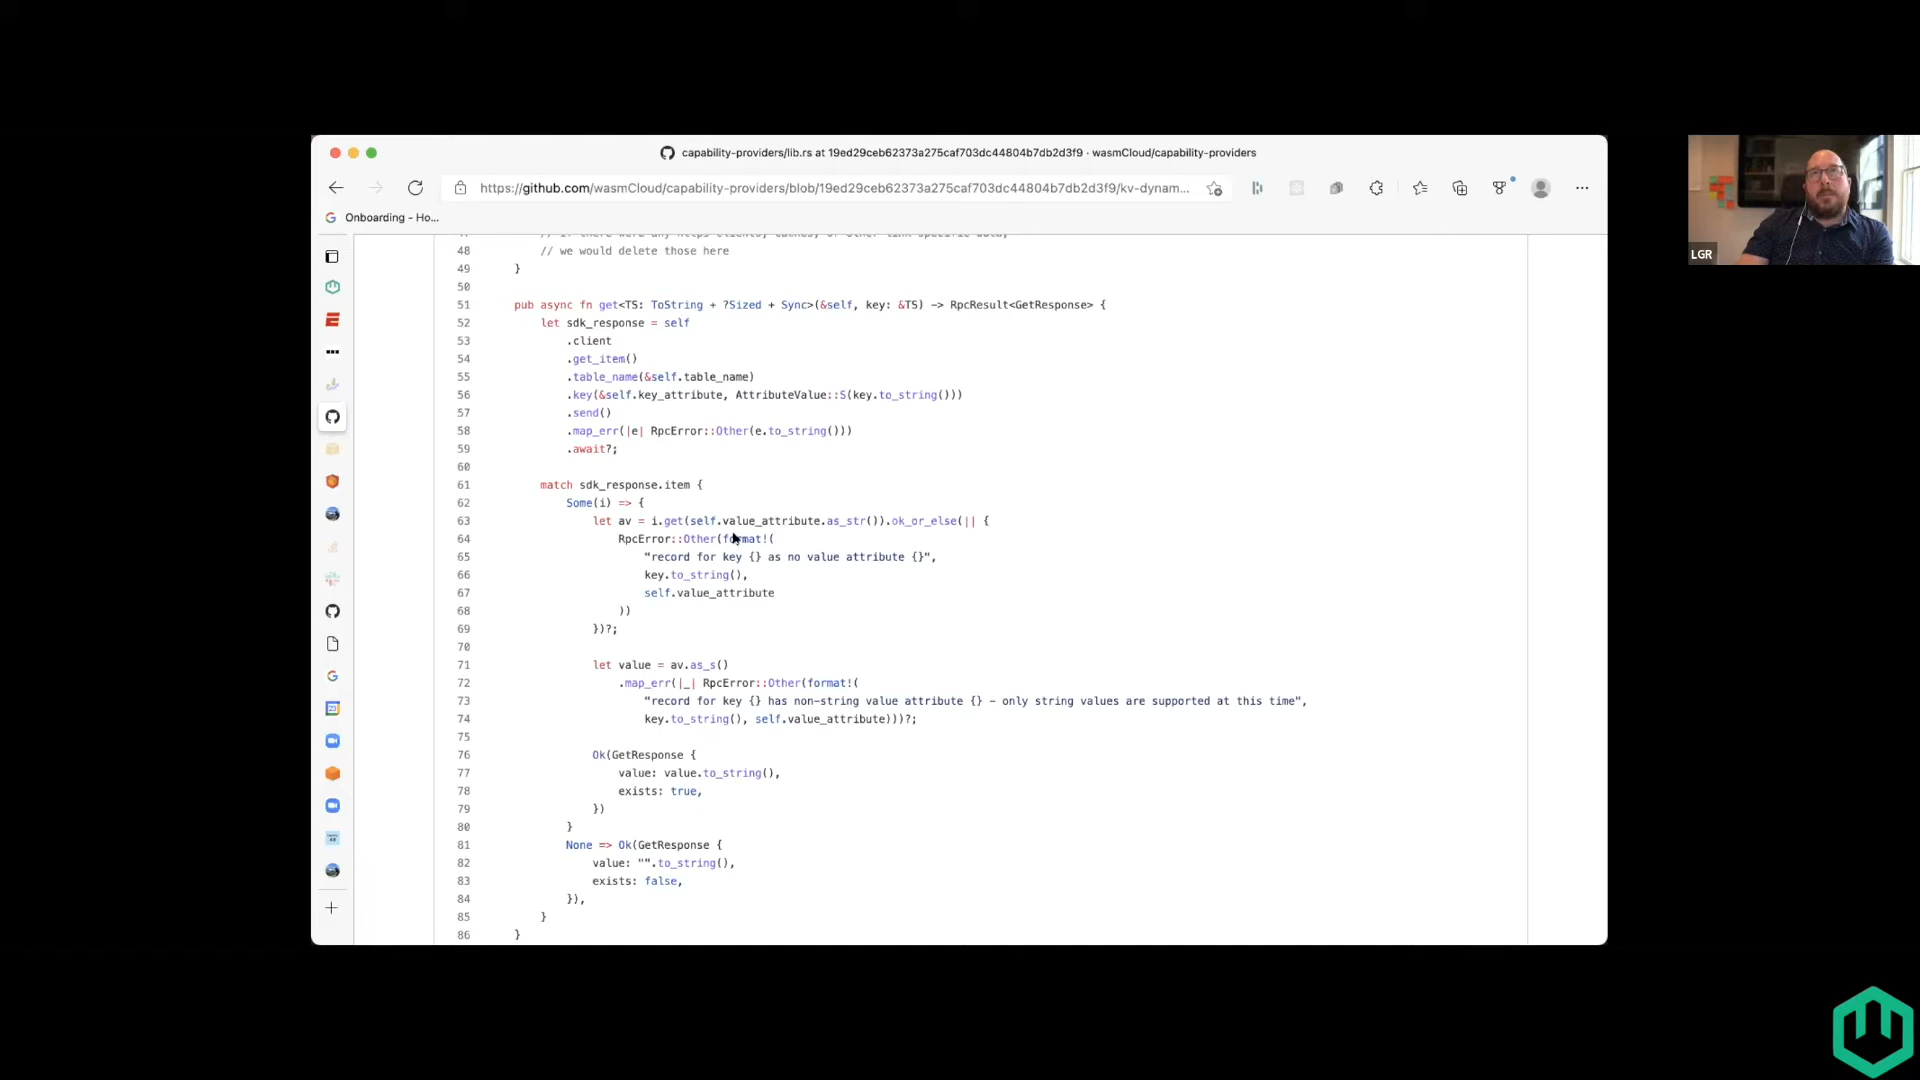 capability-providers/lib.rs at 19ed29ceb62373a275caf703dc44804b7db2d3f9 · wasmCloud/capability-providers
https://github.com/wasmCloud/capability-providers/blob/19ed29ceb62373a275caf703dc44804b7db2d3f9/kv-dynam...
Onboarding - Ho...
48 // we would delete those here
49 }
50
51 pub async fn get<TS: ToString + ?Sized + Sync>(&self, key: &TS) -> RpcResult<GetResponse> {
52 let sdk_response = self
53 .client
54 .get_item()
55 .table_name(&self.table_name)
56 .key(&self.key_attribute, AttributeValue::S(key.to_string()))
57 .send()
58 .map_err(|e| RpcError::Other(e.to_string()))
59 .await?;
60
61 match sdk_response.item {
62 Some(i) => {
63 let av = i.get(self.value_attribute.as_str()).ok_or_else(|| {
64 RpcError::Other(format!(
65 "record for key {} as no value attribute {}",
66 key.to_string(),
67 self.value_attribute
68 ))
69 })?;
70
71 let value = av.as_s()
72 .map_err(|_| RpcError::Other(format!(
73 "record for key {} has non-string value attribute {} - only string values are supported at this time",
74 key.to_string(), self.value_attribute)))?;
75
76 Ok(GetResponse {
77 value: value.to_string(),
78 exists: true,
79 })
80 }
81 None => Ok(GetResponse {
82 value: "".to_string(),
83 exists: false,
84 }),
85 }
86 }
LGR